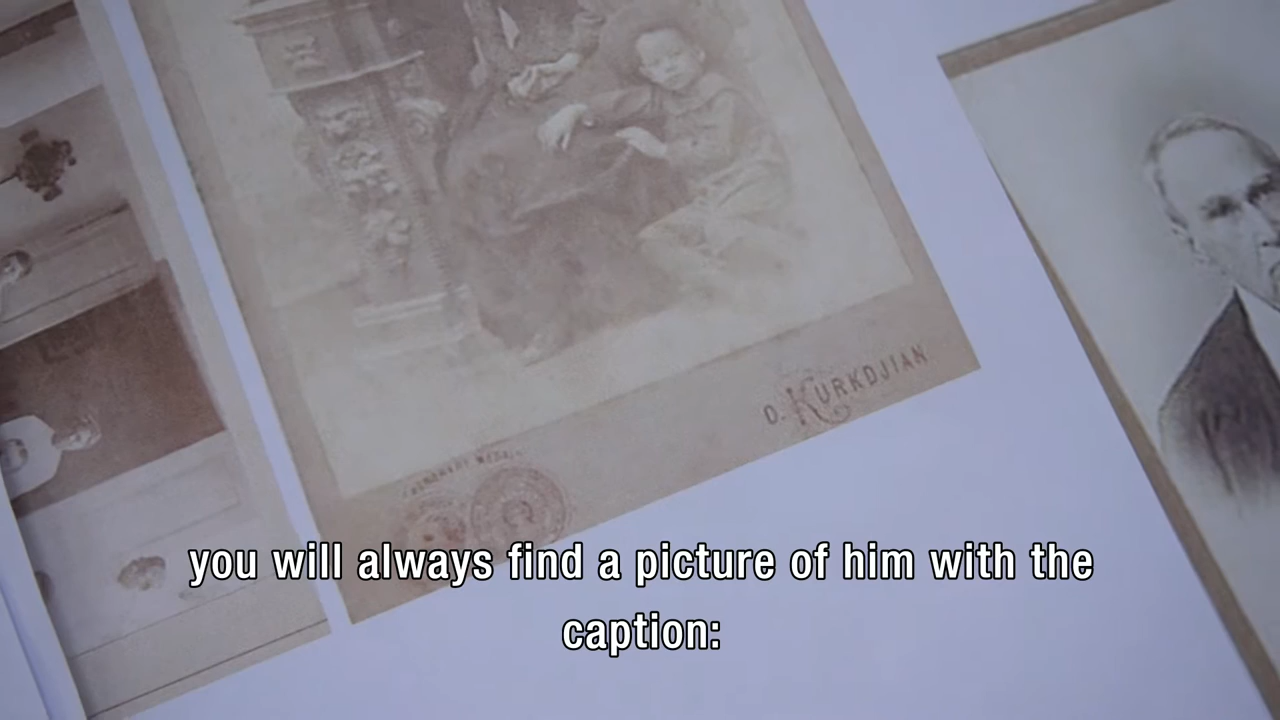 O. KURKDJIAN
you will always find a picture of him with the
caption: